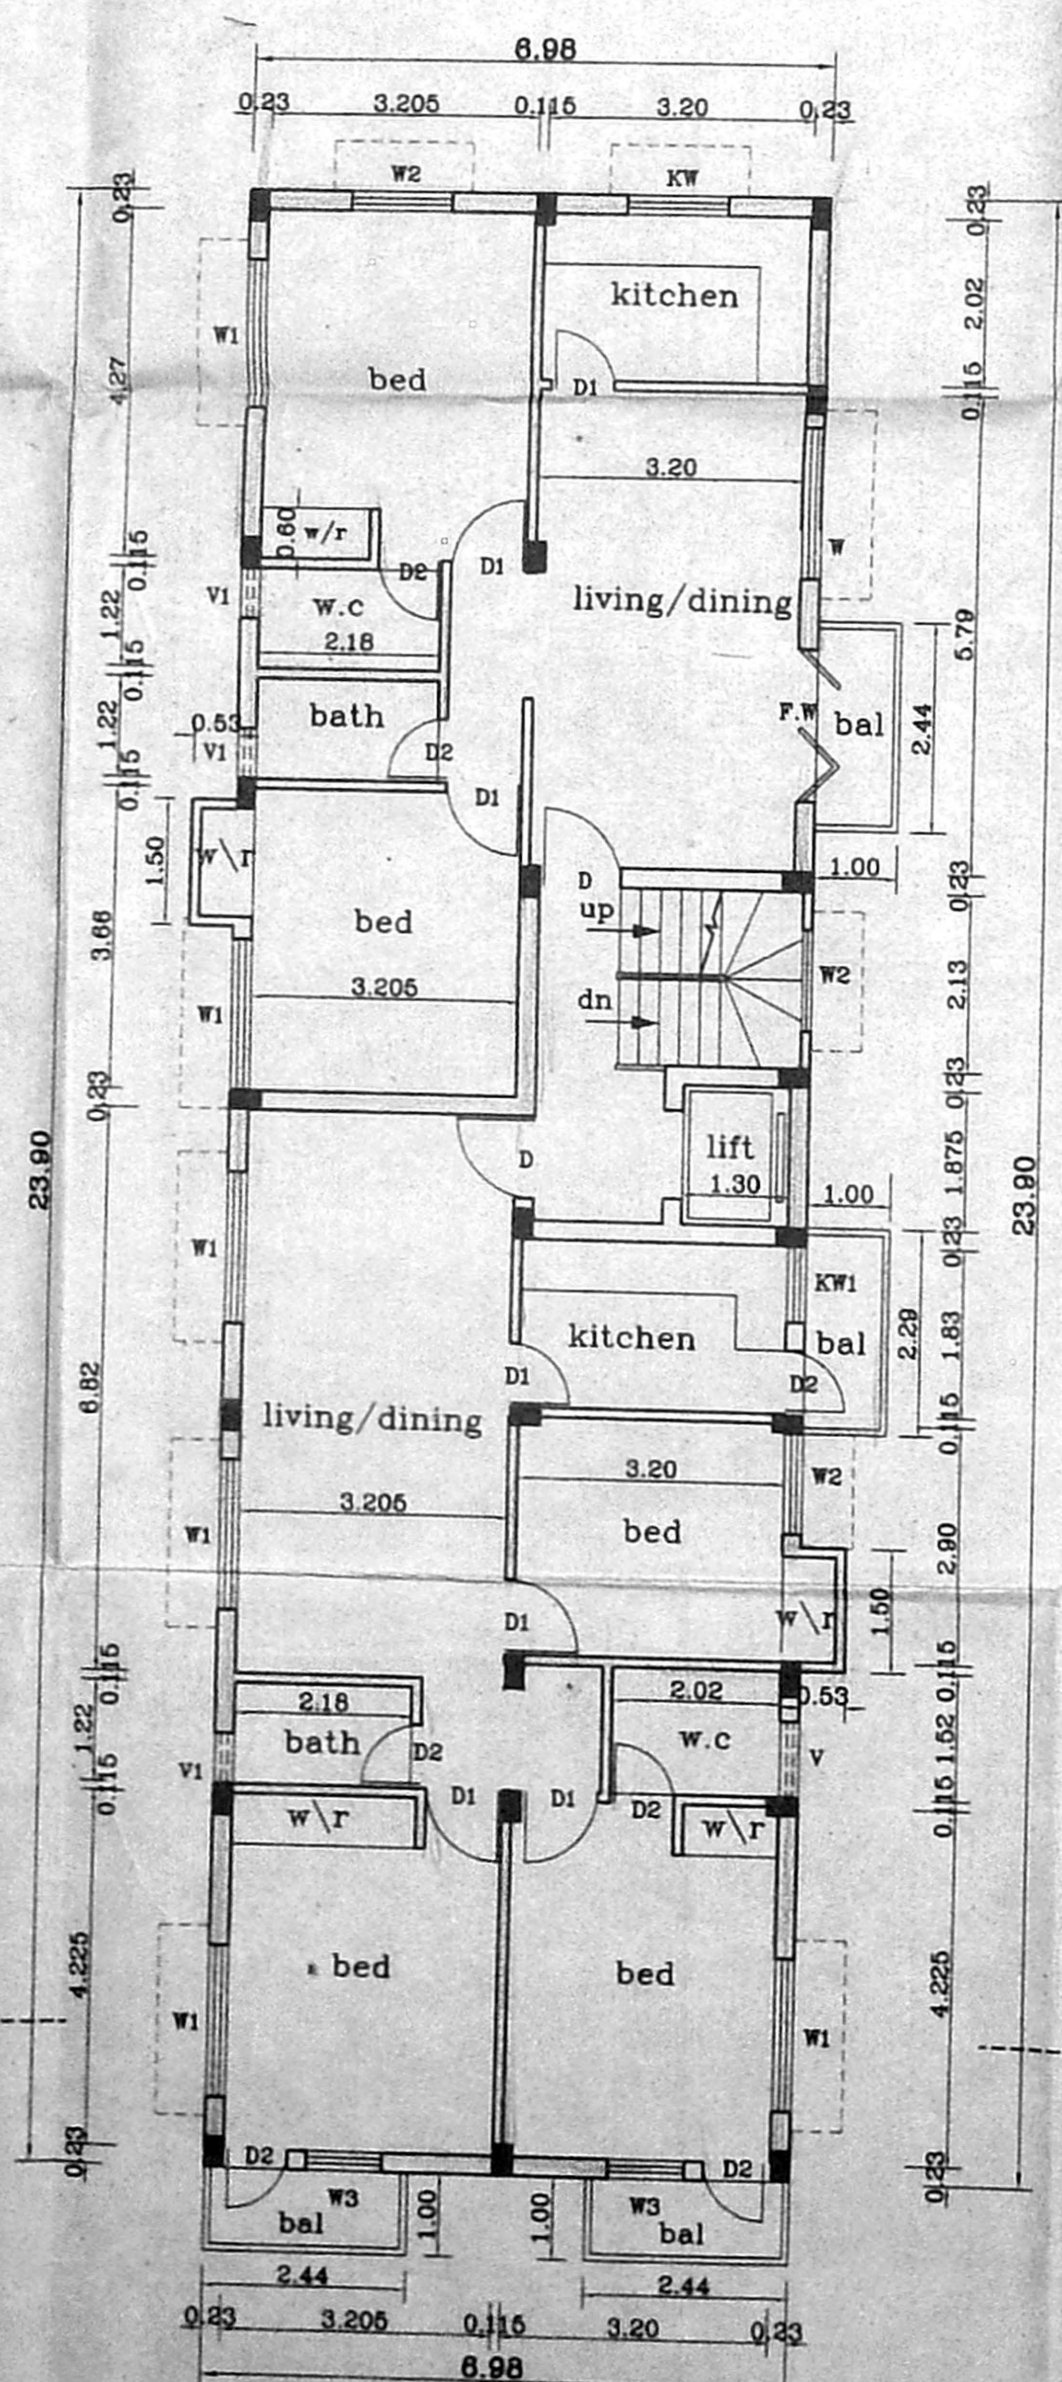 6.98
0.23 3.205 0.115 3.20 0.23
W2 KW
0.23 0.23
kitchen 2.02
W1
4.27 bed D1 0.115
3.20
0.60 w/r W
0.115 D2 D1
V1 w.c living/dining
1.22 2.18 5.79
0.115
0.53 bath F.W bal 2.44
1.22 V1 D2
0.115 D1
1.50 w\r 1.00
D 0.23
up
3.66 bed W2
3.205 dn 2.13
W1
0.23 0.23
23.90 D lift 1.875 23.90
1.30 1.00
W1 0.23
KW1
kitchen bal 2.29 1.83
6.82 D1 D2
living/dining 0.115
3.20 W2
3.205
W1 bed 2.90
D1 w\r 1.50
0.115 0.115
2.18 2.02 0.53
1.22 bath D2 w.c V 1.52
V1
0.115 D1 D1 D2 0.115
w\r w\r
bed bed
4.225 4.225
W1 W1
0.23 D2 D2 0.23
W3 W3
bal 1.00 1.00 bal
2.44 2.44
0.23 3.205 0.115 3.20 0.23
6.98